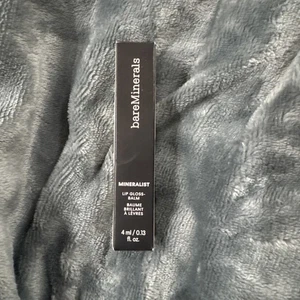 bareMinerals
MINERALIST
LIP GLOSS-
BALM
BAUME
BRILLANT
À LÈVRES
4 ml / 0.13
fl. oz.